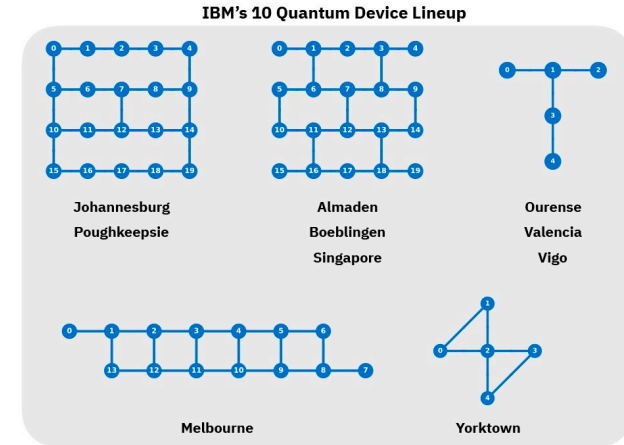 IBM's 10 Quantum Device Lineup
0 1 2 3 4
5 6 7 8 9
10 11 12 13 14
15 16 17 18 19
Johannesburg
Poughkeepsie
0 1 2 3 4
5 6 7 8 9
10 11 12 13 14
15 16 17 18 19
Almaden
Boeblingen
Singapore
0 1 2
3
4
Ourense
Valencia
Vigo
0 1 2 3 4 5 6
13 12 11 10 9 8 7
Melbourne
1
0 2 3
4
Yorktown